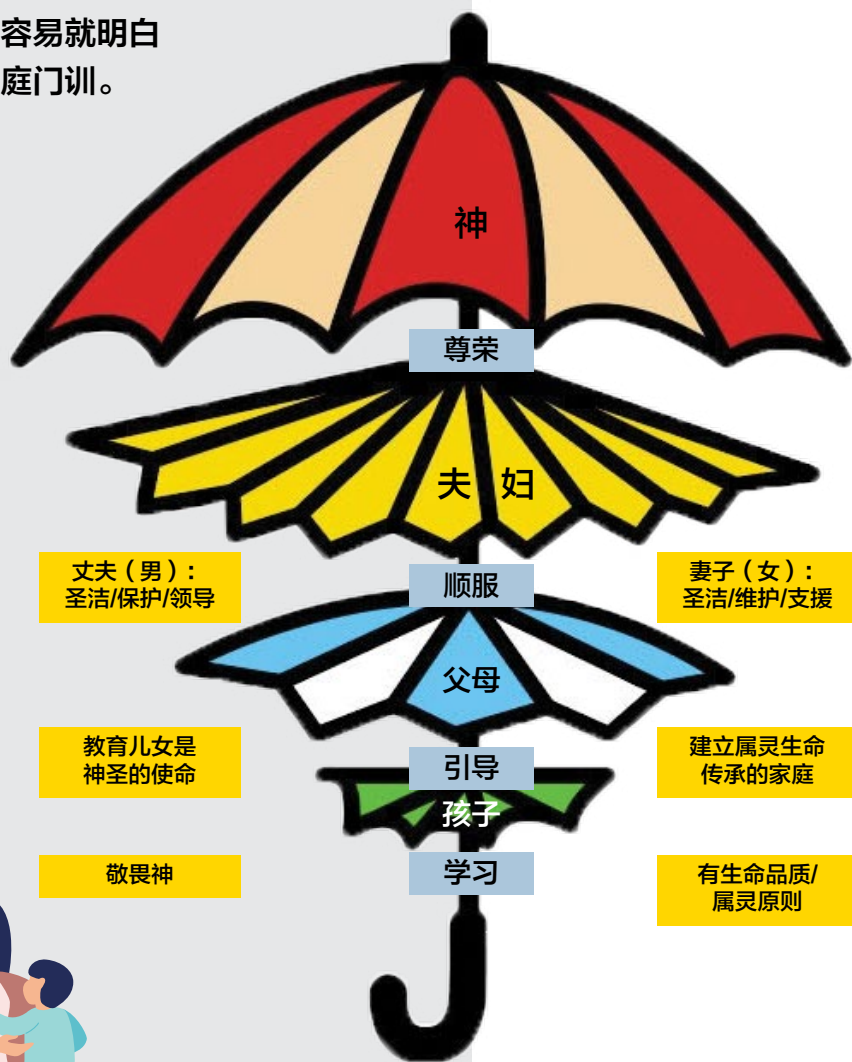 容易就明白
庭门训。
神
尊荣
夫 妇
丈夫（男）：
圣洁/保护/领导
顺服
妻子（女）：
圣洁/维护/支援
父母
教育儿女是
神圣的使命
引导
建立属灵生命
传承的家庭
孩子
敬畏神
学习
有生命品质/
属灵原则